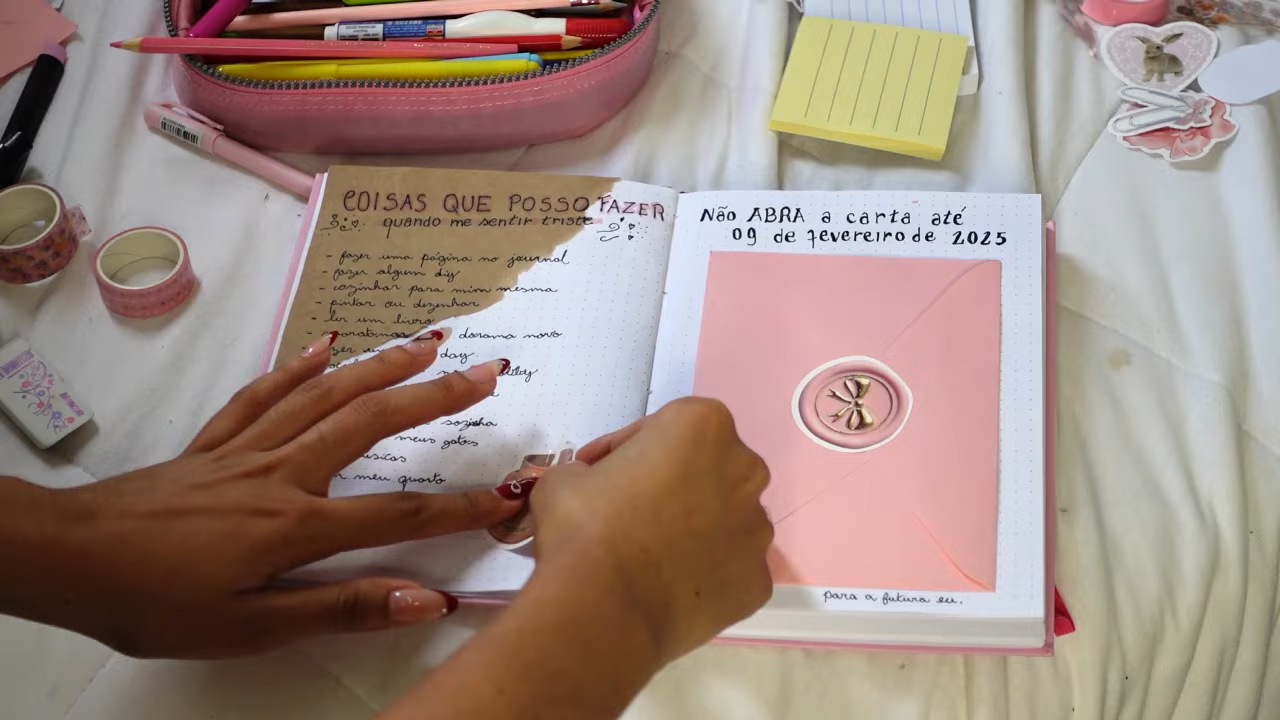 COISAS QUE POSSO FAZER
quando me sentir triste
- fazer uma página no journal
- fazer algum diy
- cozinhar para mim mesma
- pintar ou dezenhar
- ler um livro
dorama novo
day
sozinha
meus gatos
meu quarto
Não ABRA a carta até
09 de fevereiro de 2025
para a futura eu.